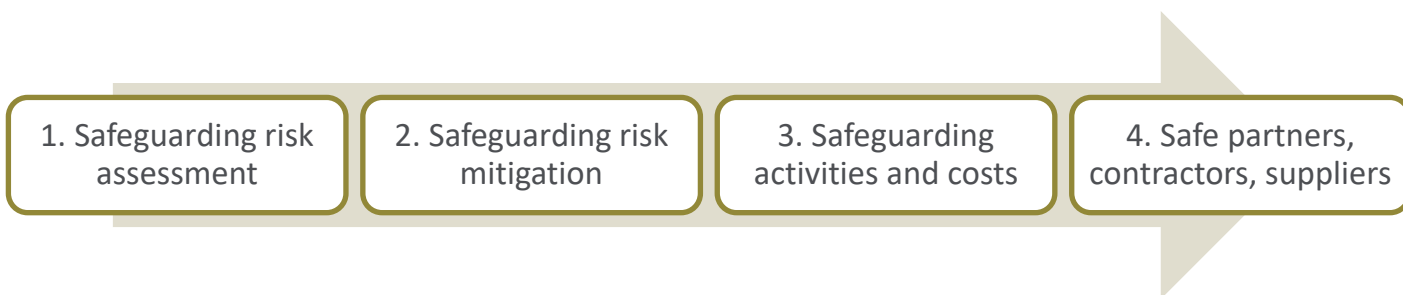 1. Safeguarding risk
assessment
2. Safeguarding risk
mitigation
3. Safeguarding
activities and costs
4. Safe partners,
contractors, suppliers